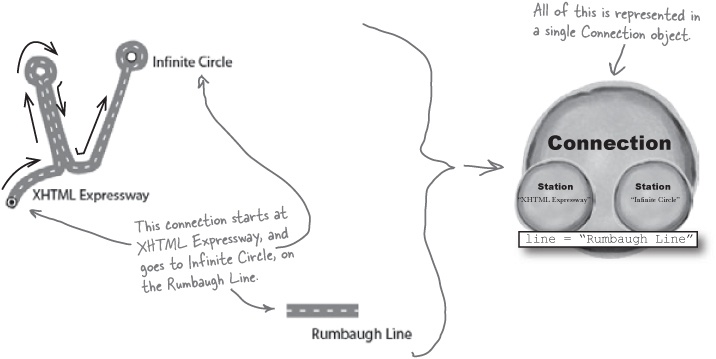 All of this is represented in
a single Connection object.
Infinite Circle
XHTML Expressway
This connection starts at
XHTML Expressway, and
goes to Infinite Circle, on
the Rumbaugh Line.
Rumbaugh Line
Connection
Station
"XHTML Expressway"
Station
"Infinite Circle"
line = "Rumbaugh Line"